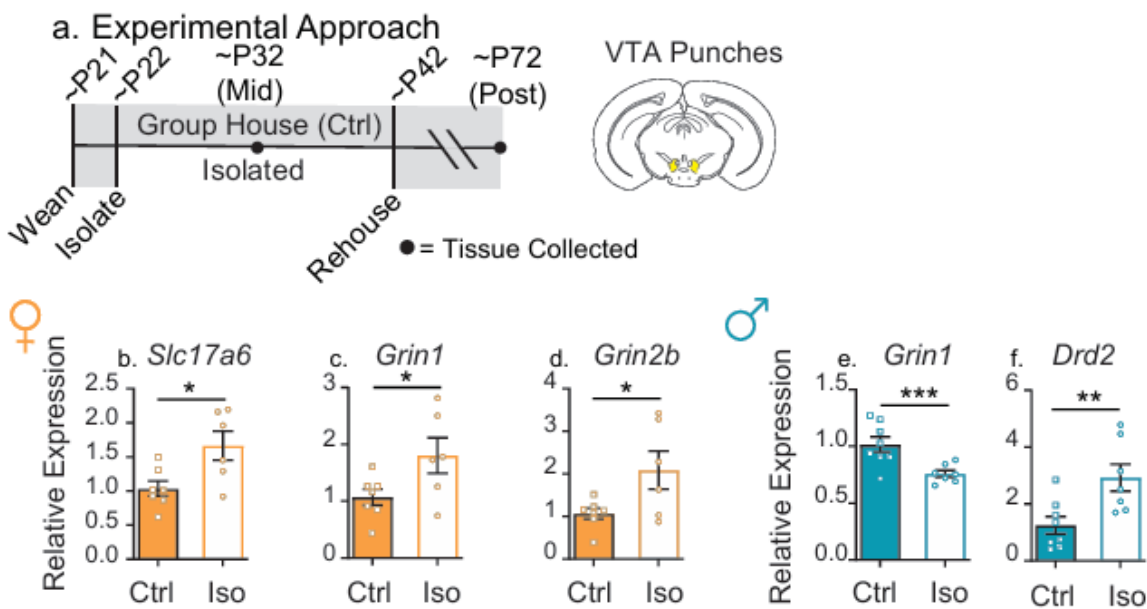 a. Experimental Approach
~P21
~P22
~P32
(Mid)
~P42
~P72
(Post)
VTA Punches
Group House (Ctrl)
Isolated
Wean
Isolate
Rehouse
= Tissue Collected
♀
b. Slc17a6
Relative Expression
2.5
2.0
1.5
1.0
0.5
0.0
*
Ctrl Iso
c. Grin1
3
2
1
0
*
Ctrl Iso
d. Grin2b
4
3
2
1
0
*
Ctrl Iso
♂
e. Grin1
Relative Expression
1.5
1.0
0.5
0.0
***
Ctrl Iso
f. Drd2
6
4
2
0
**
Ctrl Iso